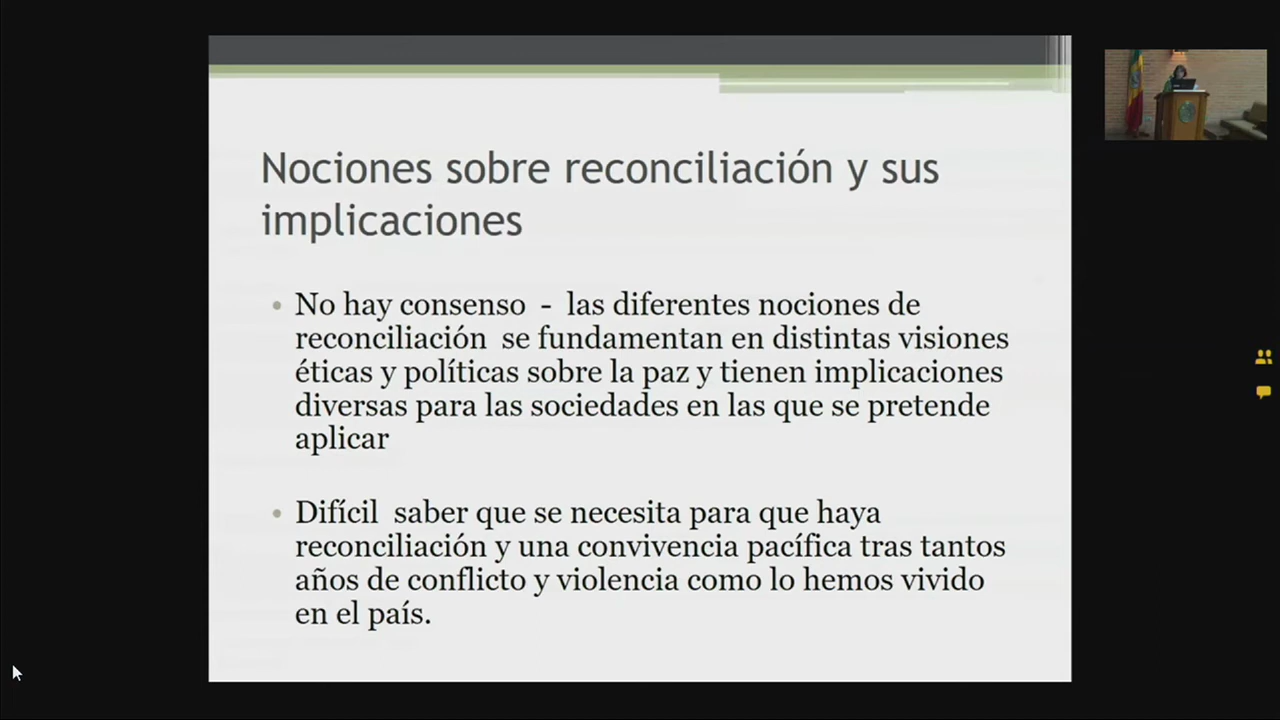 Nociones sobre reconciliación y sus
implicaciones
• No hay consenso - las diferentes nociones de
reconciliación se fundamentan en distintas visiones
éticas y políticas sobre la paz y tienen implicaciones
diversas para las sociedades en las que se pretende
aplicar
• Difícil saber que se necesita para que haya
reconciliación y una convivencia pacífica tras tantos
años de conflicto y violencia como lo hemos vivido
en el país.